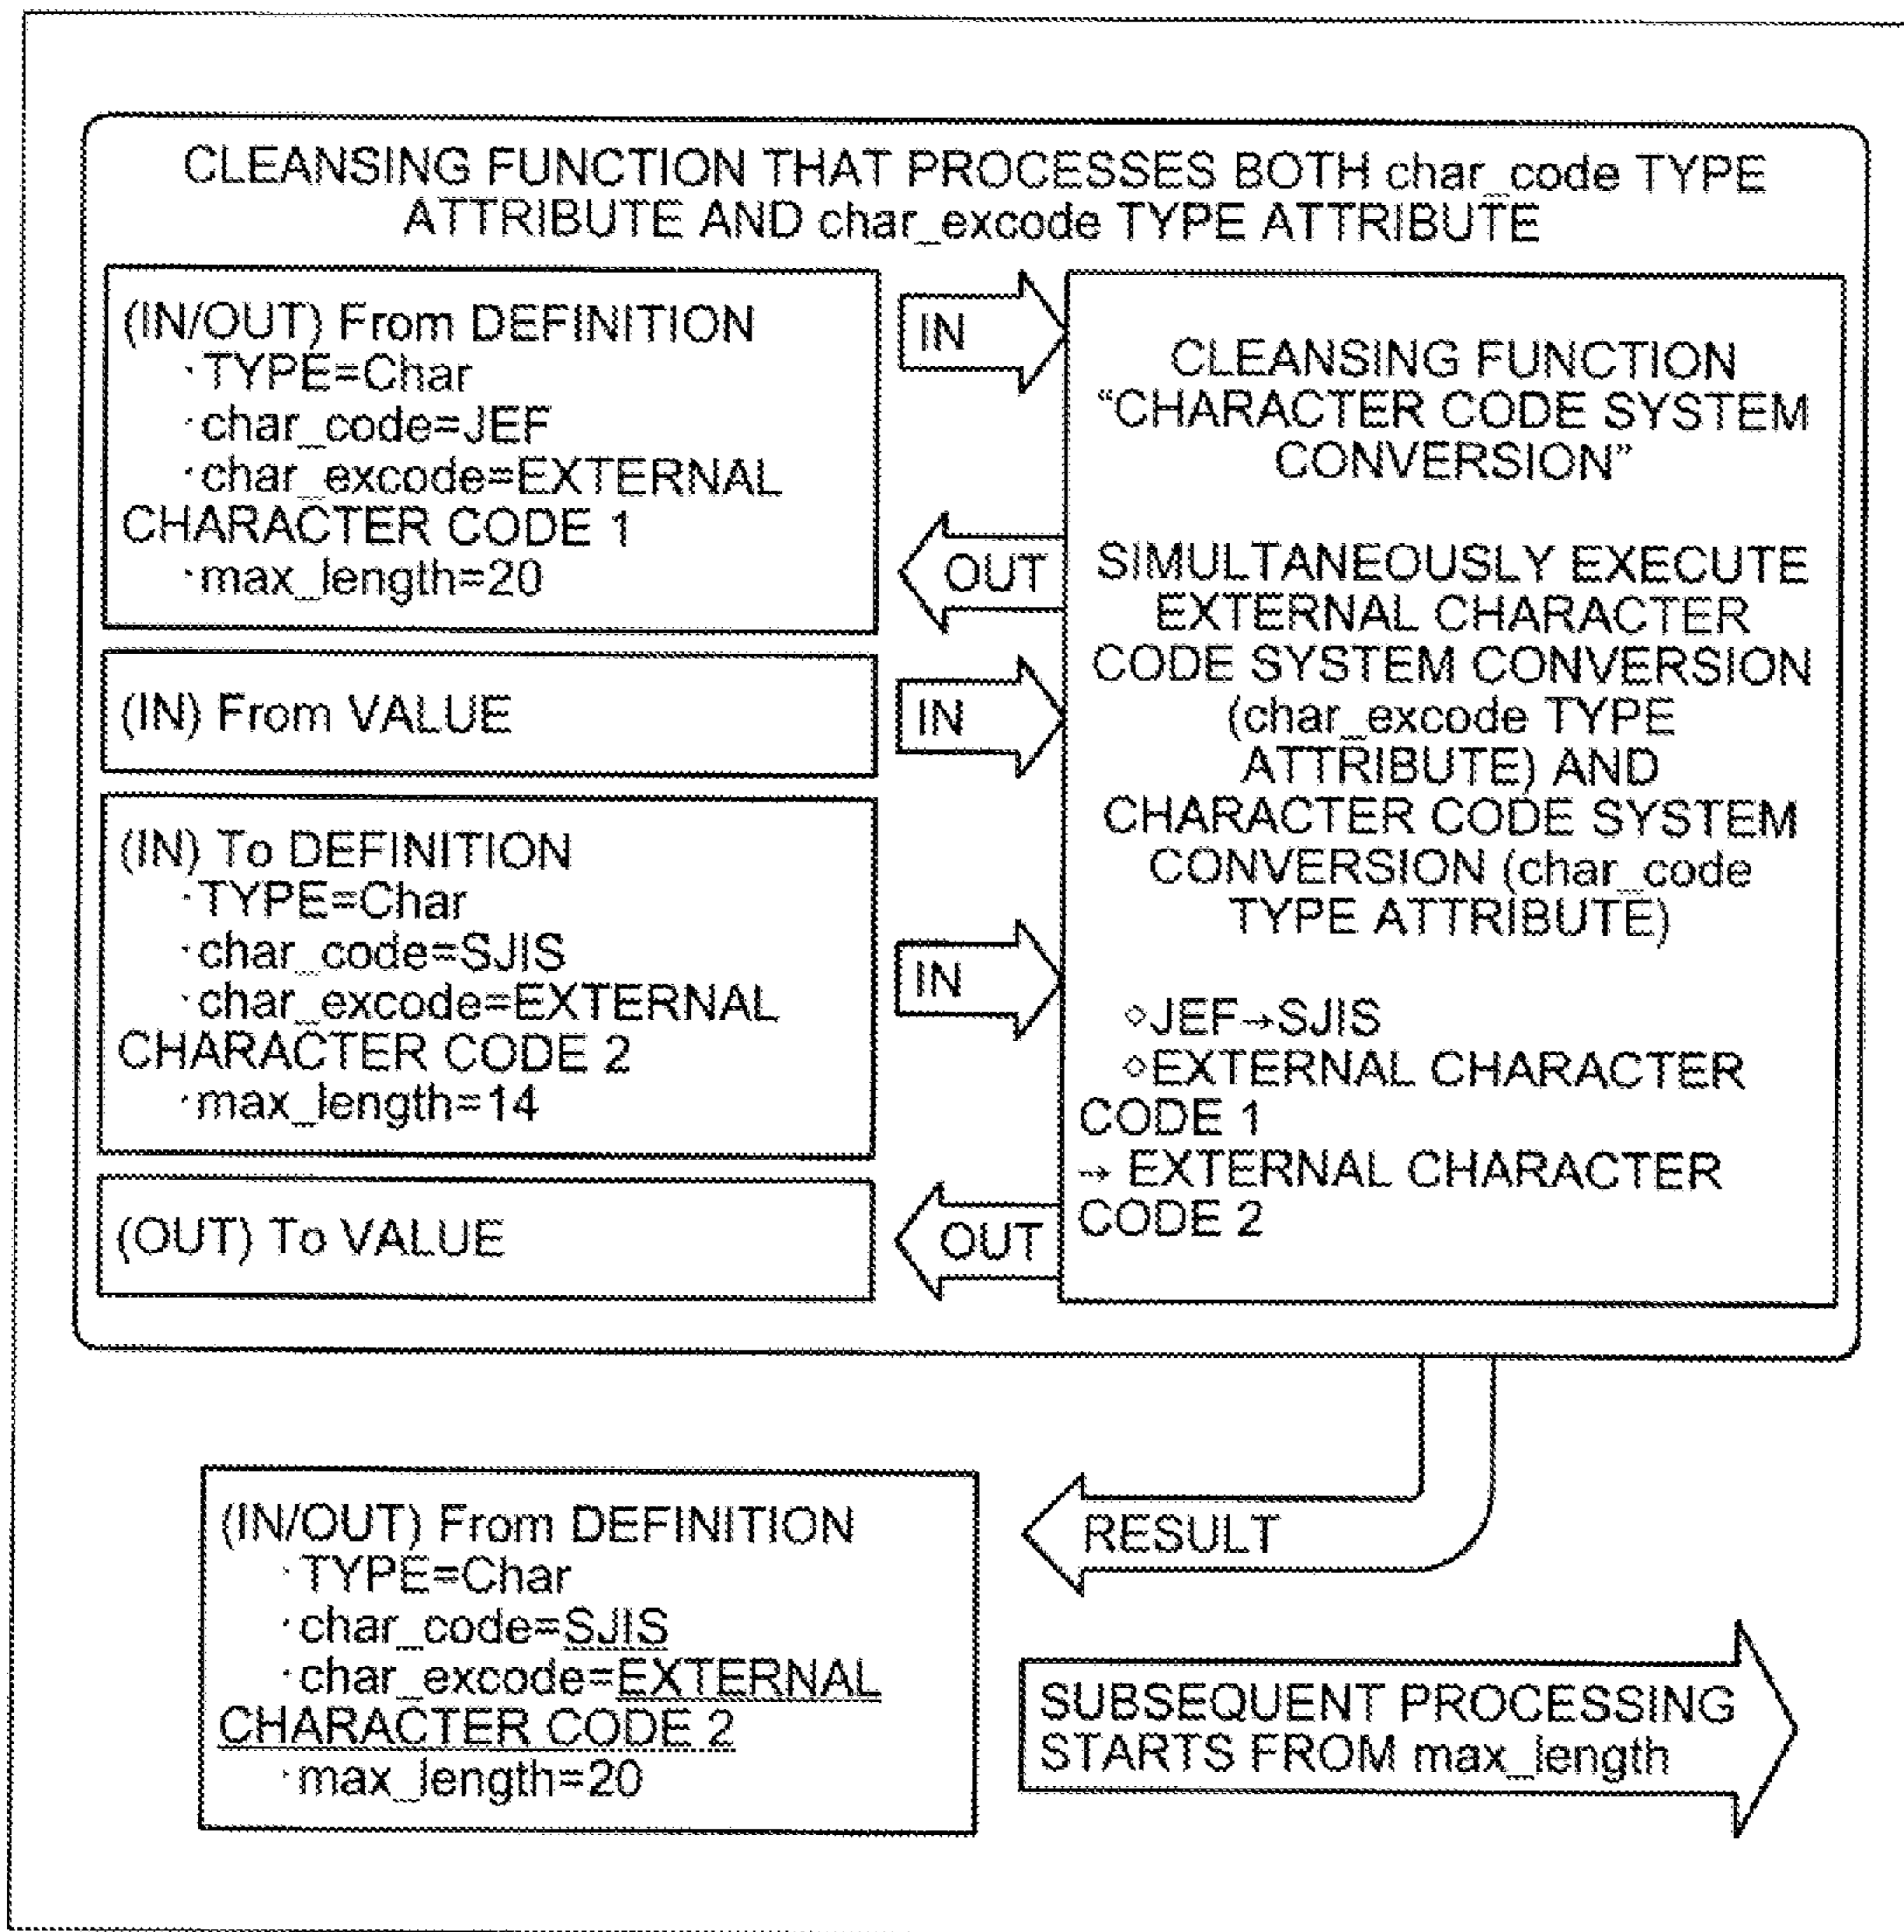 CLEANSING FUNCTION THAT PROCESSES BOTH char_code TYPE
ATTRIBUTE AND char_excode TYPE ATTRIBUTE
(IN/OUT) From DEFINITION
·TYPE=Char
·char_code=JEF
·char_excode=EXTERNAL
CHARACTER CODE 1
·max_length=20
IN
OUT
(IN) From VALUE
IN
(IN) To DEFINITION
·TYPE=Char
·char_code=SJIS
·char_excode=EXTERNAL
CHARACTER CODE 2
·max_length=14
IN
(OUT) To VALUE
OUT
CLEANSING FUNCTION
“CHARACTER CODE SYSTEM
CONVERSION”
SIMULTANEOUSLY EXECUTE
EXTERNAL CHARACTER
CODE SYSTEM CONVERSION
(char_excode TYPE
ATTRIBUTE) AND
CHARACTER CODE SYSTEM
CONVERSION (char_code
TYPE ATTRIBUTE)
◇JEF→SJIS
◇EXTERNAL CHARACTER
CODE 1
→ EXTERNAL CHARACTER
CODE 2
RESULT
(IN/OUT) From DEFINITION
·TYPE=Char
·char_code=SJIS
·char_excode=EXTERNAL
CHARACTER CODE 2
·max_length=20
SUBSEQUENT PROCESSING
STARTS FROM max_length